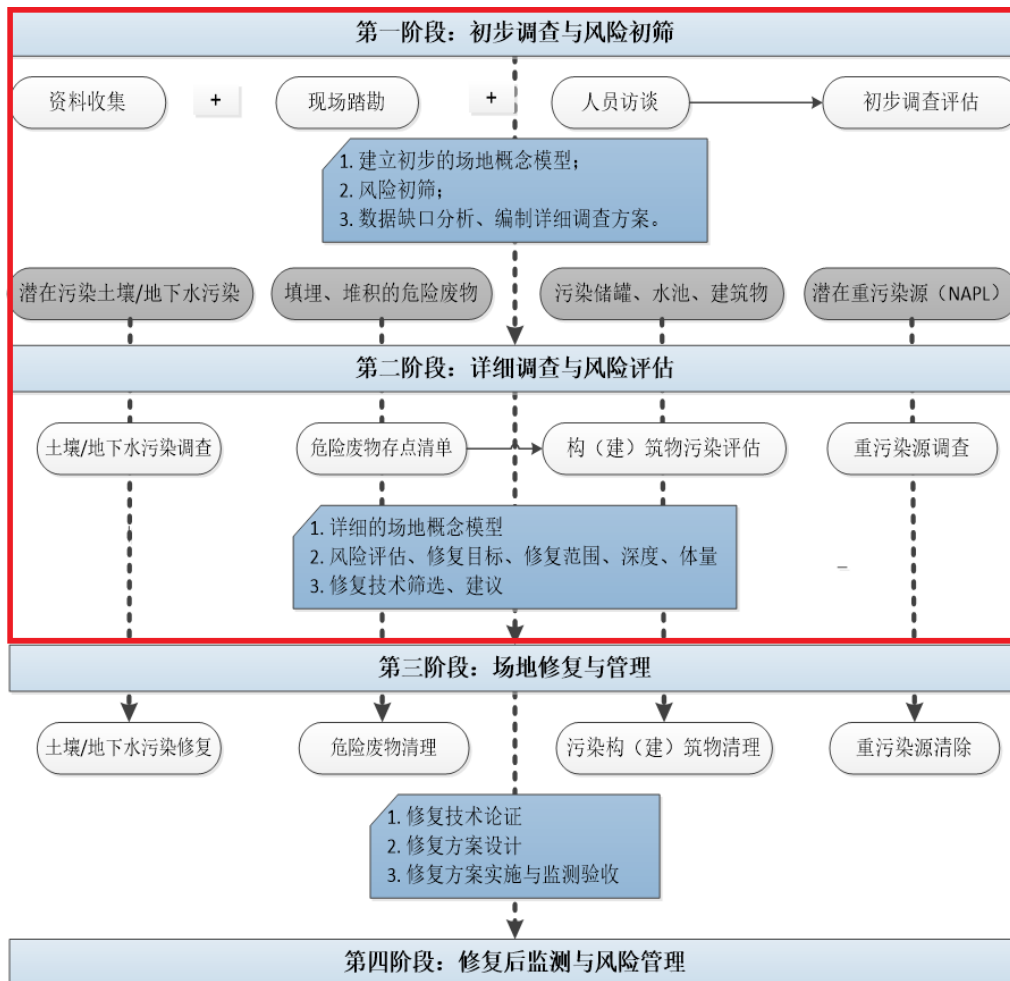 第一阶段：初步调查与风险初筛
资料收集
+
现场踏勘
+
人员访谈
初步调查评估
1. 建立初步的场地概念模型；
2. 风险初筛；
3. 数据缺口分析、编制详细调查方案。
潜在污染土壤/地下水污染
填埋、堆积的危险废物
污染储罐、水池、建筑物
潜在重污染源（NAPL）
第二阶段：详细调查与风险评估
土壤/地下水污染调查
危险废物存点清单
构（建）筑物污染评估
重污染源调查
1. 详细的场地概念模型
2. 风险评估、修复目标、修复范围、深度、体量
3. 修复技术筛选、建议
第三阶段：场地修复与管理
土壤/地下水污染修复
危险废物清理
污染构（建）筑物清理
重污染源清除
1. 修复技术论证
2. 修复方案设计
3. 修复方案实施与监测验收
第四阶段：修复后监测与风险管理